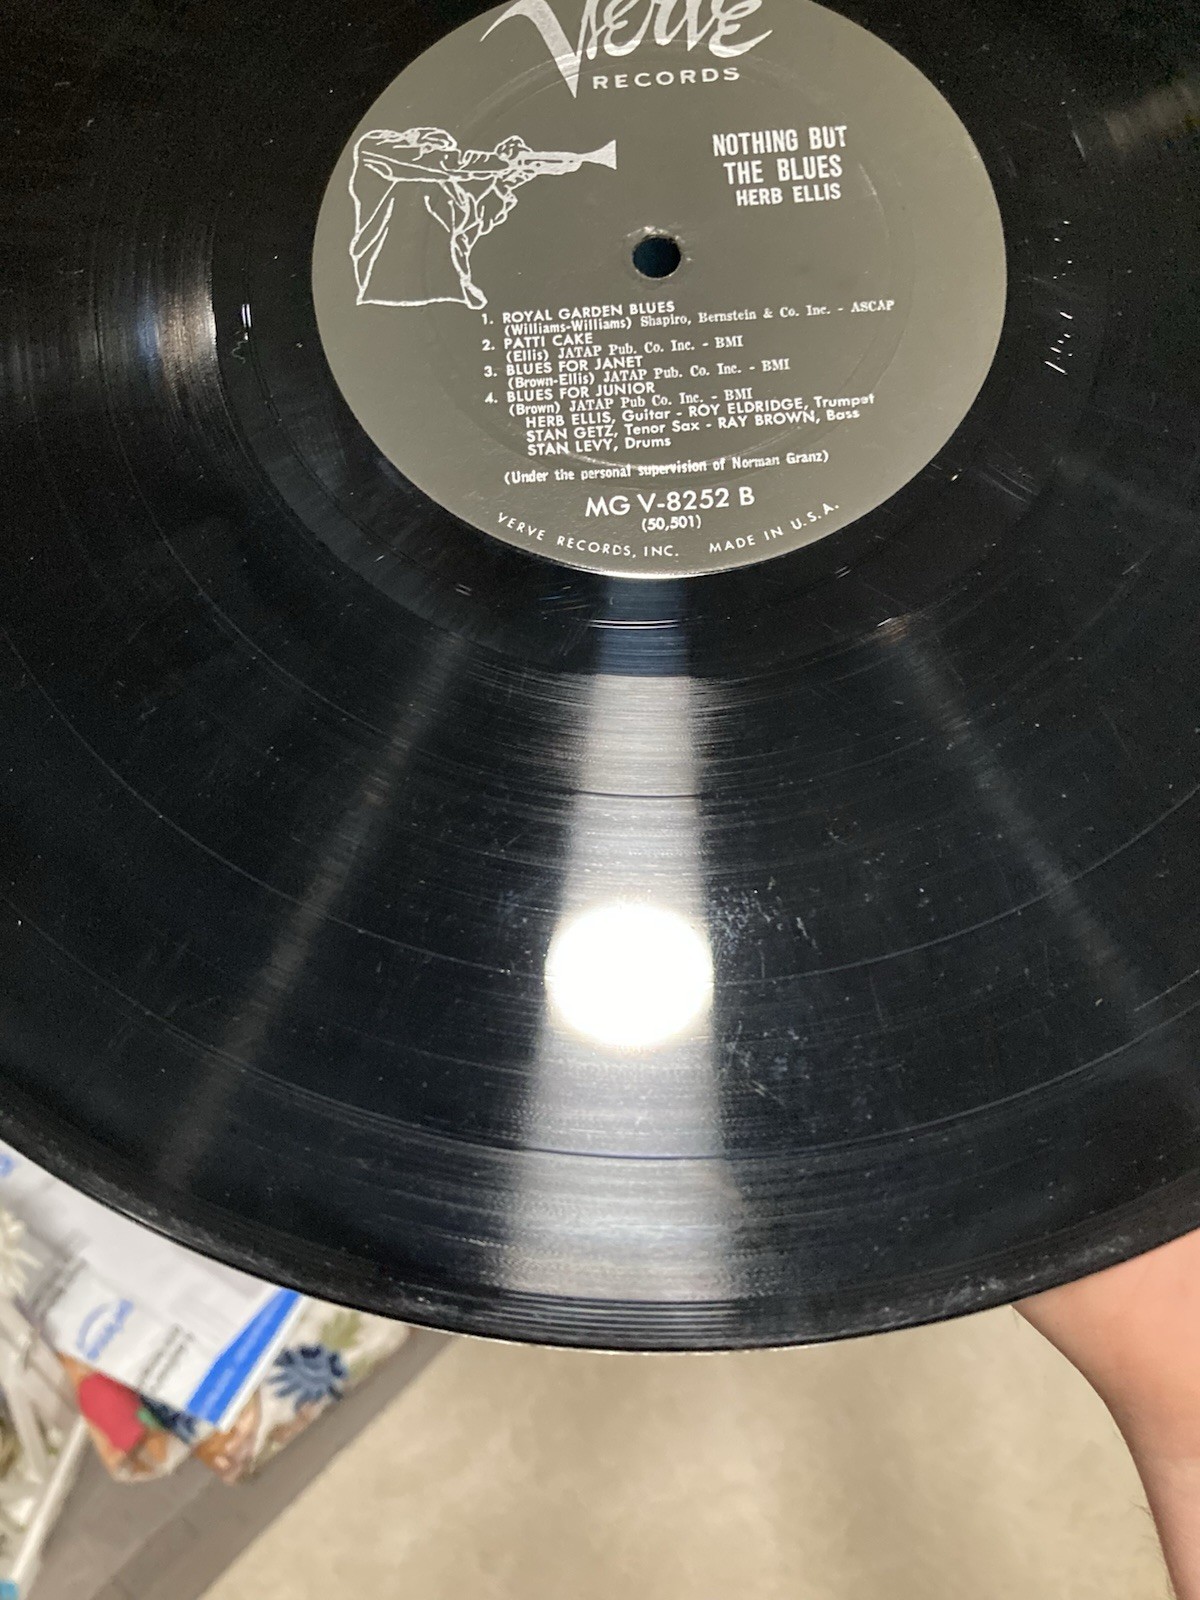 Verve
RECORDS
NOTHING BUT
THE BLUES
HERB ELLIS
1. ROYAL GARDEN BLUES
(Williams-Williams) Shapiro, Bernstein & Co. Inc. - ASCAP
2. PATTI CAKE
(Ellis) JATAP Pub. Co. Inc. - BMI
3. BLUES FOR JANET
(Brown-Ellis) JATAP Pub. Co. Inc. - BMI
4. BLUES FOR JUNIOR
(Brown) JATAP Pub Co. Inc. - BMI
HERB ELLIS, Guitar - ROY ELDRIDGE, Trumpet
STAN GETZ, Tenor Sax - RAY BROWN, Bass
STAN LEVY, Drums
(Under the personal supervision of Norman Granz)
MG V-8252 B
(50,501)
VERVE RECORDS, INC. MADE IN U.S.A.